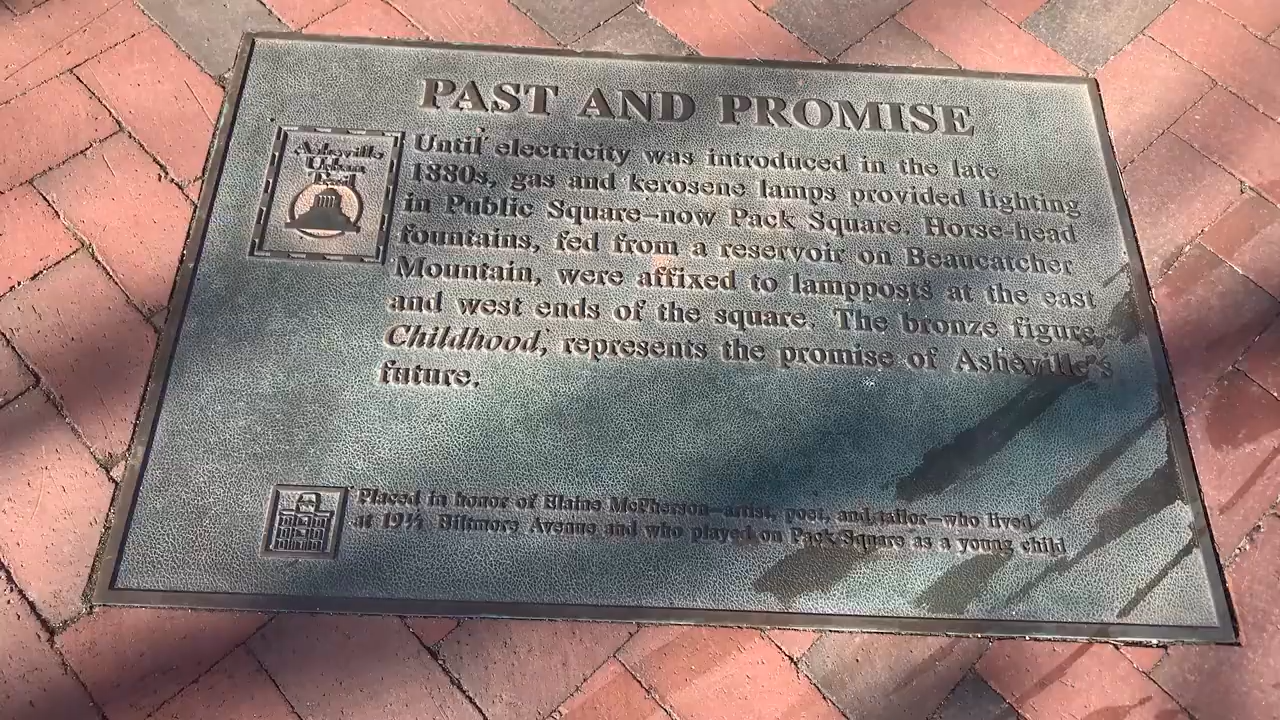 PAST AND PROMISE
Asheville
Urban
Trail
Until electricity was introduced in the late
1880s, gas and kerosene lamps provided lighting
in Public Square—now Pack Square. Horse-head
fountains, fed from a reservoir on Beaucatcher
Mountain, were affixed to lampposts at the east
and west ends of the square. The bronze figure,
Childhood, represents the promise of Asheville's
future.
Placed in honor of Elaine McPherson—artist, poet, and tailor—who lived
at 19½ Biltmore Avenue and who played on Pack Square as a young child